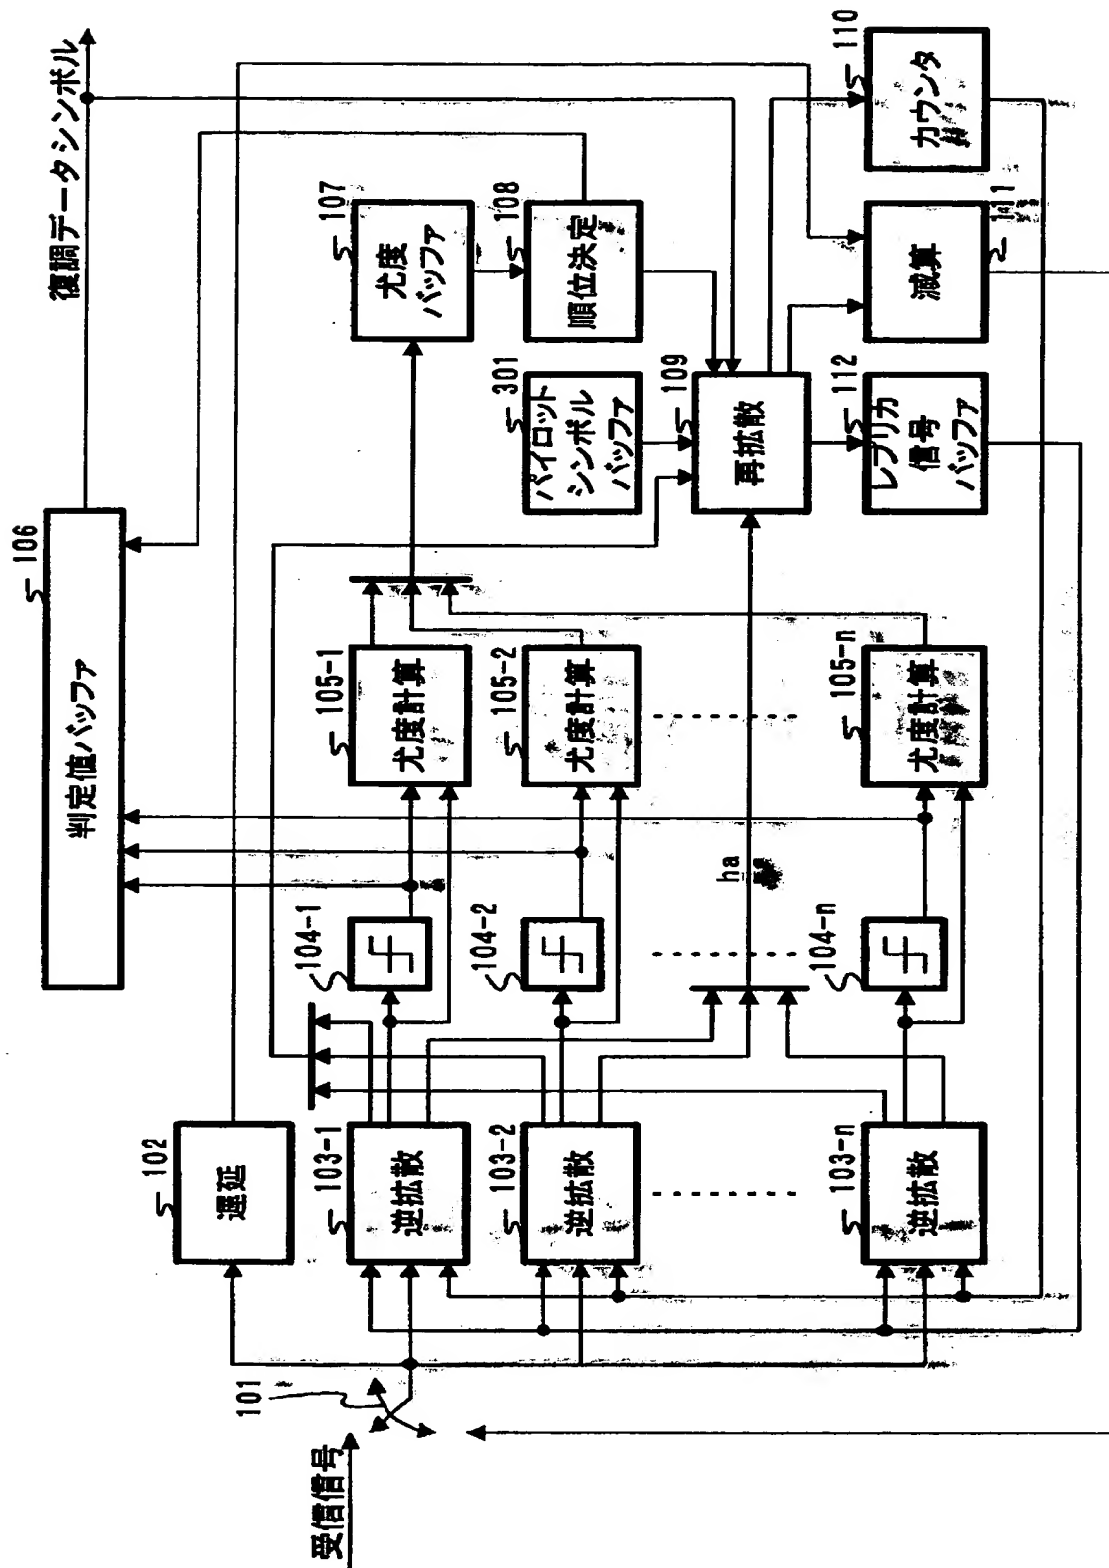 受信信号
101
102
遅延
103-1
逆拡散
103-2
逆拡散
103-n
逆拡散
104-1
104-2
104-n
106
判定値バッファ
105-1
尤度計算
105-2
尤度計算
105-n
尤度計算
ha
107
尤度
バッファ
108
順位決定
301
パイロット
シンボル
バッファ
109
再拡散
112
レプリカ
信号
バッファ
復調データシンボル
110
カウンタ
111
減算